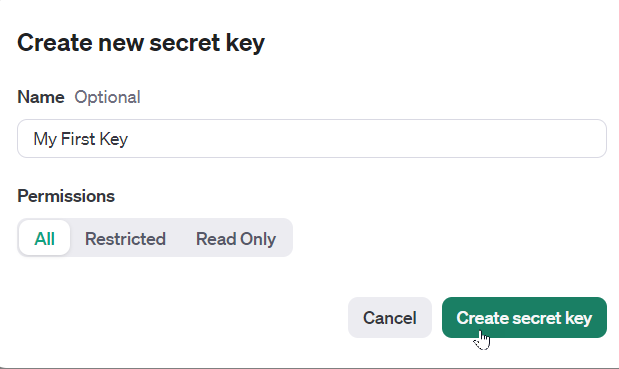 Create new secret key
Name Optional
My First Key
Permissions
All Restricted Read Only
Cancel Create secret key